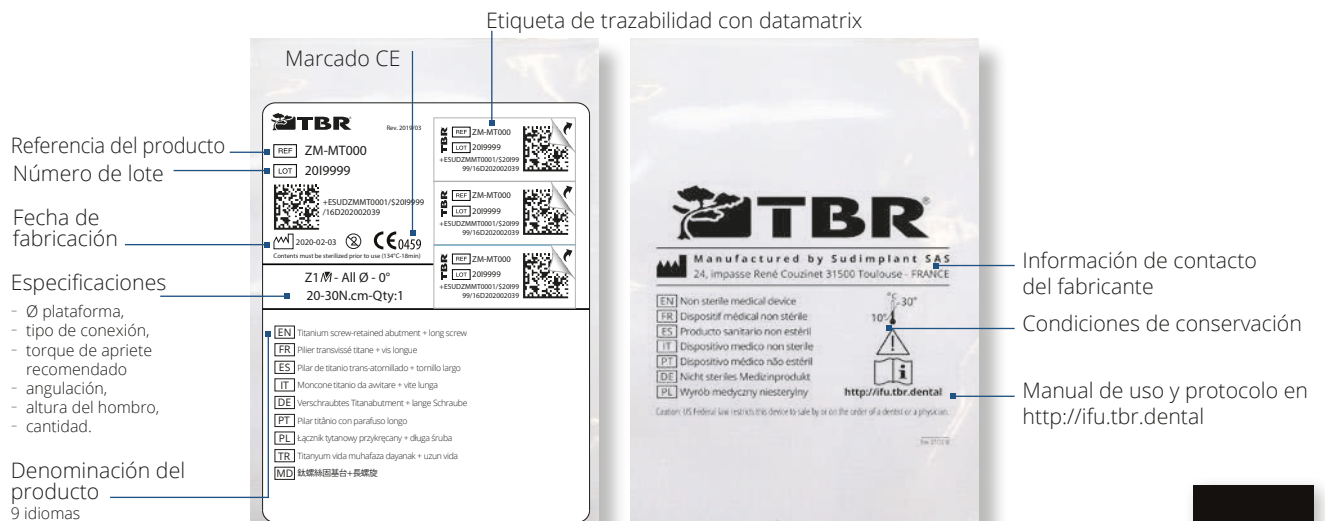 Etiqueta de trazabilidad con datamatrix
Marcado CE
Referencia del producto
Número de lote
Fecha de
fabricación
Especificaciones
- Ø plataforma,
- tipo de conexión,
- torque de apriete
recomendado
- angulación,
- altura del hombro,
- cantidad.
Denominación del
producto
9 idiomas
TBR
Rev. 2019/03
REF ZM-MT000
LOT 20I9999
+ESUDZMMT0001/S20I9999
/16D202002039
2020-02-03
CE 0459
Contents must be sterilized prior to use (134°C-18min)
Z1/M - All Ø - 0°
20-30N.cm-Qty:1
TBR
REF ZM-MT000
LOT 20I9999
+ESUDZMMT0001/S20I99
99/16D202002039
TBR
REF ZM-MT000
LOT 20I9999
+ESUDZMMT0001/S20I99
99/16D202002039
TBR
REF ZM-MT000
LOT 20I9999
+ESUDZMMT0001/S20I99
99/16D202002039
EN Titanium screw-retained abutment + long screw
FR Pilier transvissé titane + vis longue
ES Pilar de titanio trans-atornillado + tornillo largo
IT Moncone titanio da avvitare + vite lunga
DE Verschraubtes Titanabutment + lange Schraube
PT Pilar titânio con parafuso longo
PL Łącznik tytanowy przykręcany + długa śruba
TR Titanyum vida muhafaza dayanak + uzun vida
MD 鈦螺絲固基台+長螺旋
TBR
Manufactured by Sudimplant SAS
24, impasse René Couzinet 31500 Toulouse - FRANCE
EN Non sterile medical device
FR Dispositif médical non stérile
ES Producto sanitario non estéril
IT Dispositivo medico non sterile
PT Dispositivo médico não estéril
DE Nicht steriles Medizinprodukt
PL Wyrób medyczny niesterylny
°C 30°
10°
i
http://ifu.tbr.dental
Caution: US Federal law restricts this device to sale by or on the order of a dentist or a physician.
Información de contacto
del fabricante
Condiciones de conservación
Manual de uso y protocolo en
http://ifu.tbr.dental